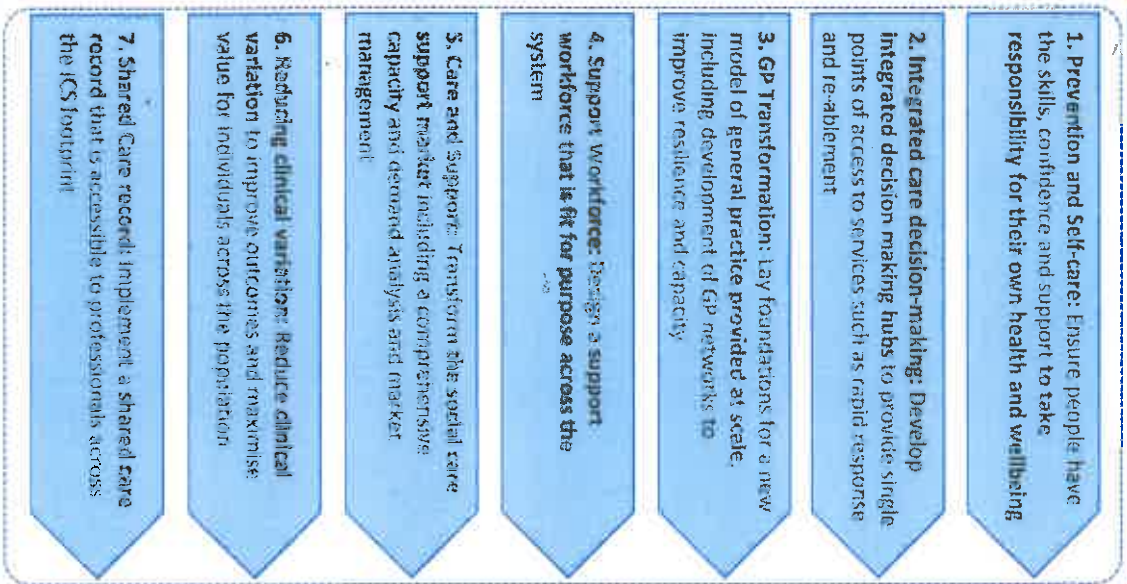 1. Prevention and Self-care: Ensure people have
the skills, confidence and support to take
responsibility for their own health and wellbeing
2. Integrated care decision-making: Develop
integrated decision making hubs to provide single
points of access to services such as rapid response
and re-ablement
3. GP Transformation: Lay foundations for a new
model of general practice provided at scale,
including development of GP networks to
improve resilience and capacity
4. Support Workforce: Design a support
workforce that is fit for purpose across the
system
5. Care and Support: Transform the social care
support market including a comprehensive
capacity and demand analysis and market
management
6. Reducing clinical variation: Reduce clinical
variation to improve outcomes and maximise
value for individuals across the population
7. Shared Care record: Implement a shared care
record that is accessible to professionals across
the ICS footprint